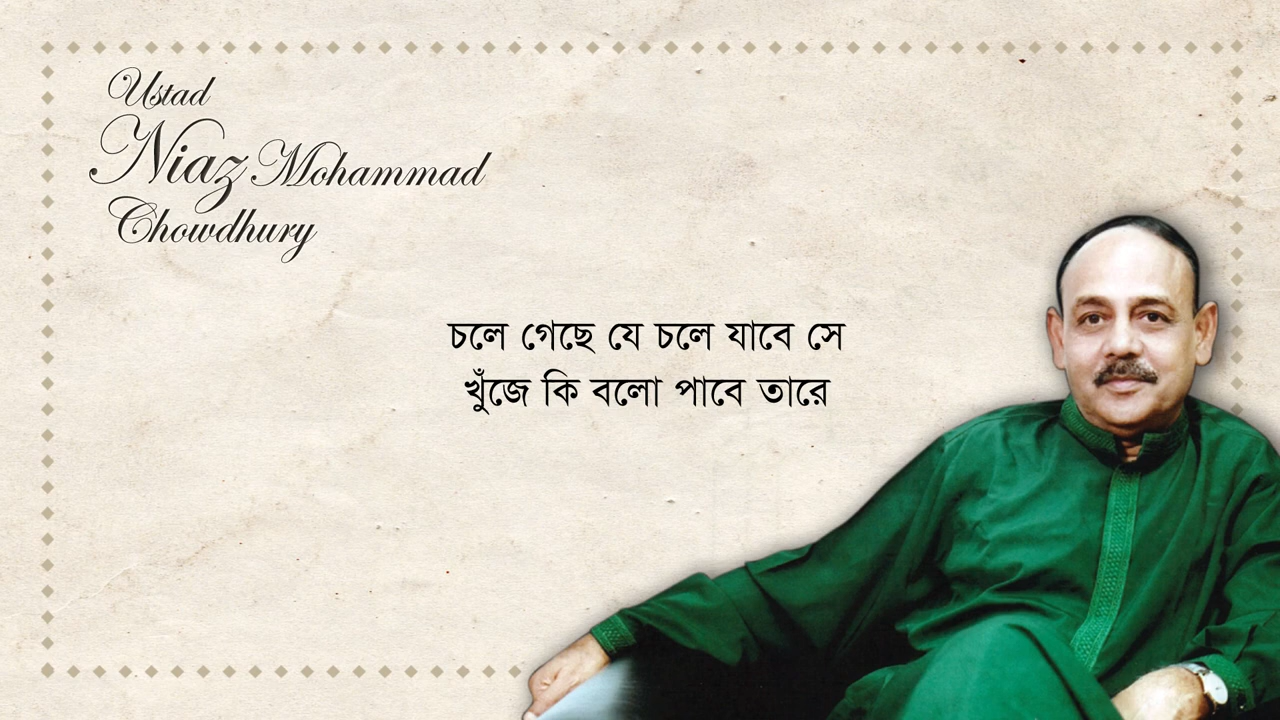 Ustad
Niaz Mohammad
Chowdhury
চলে গেছে যে চলে যাবে সে
খুঁজে কি বলো পাবে তারে